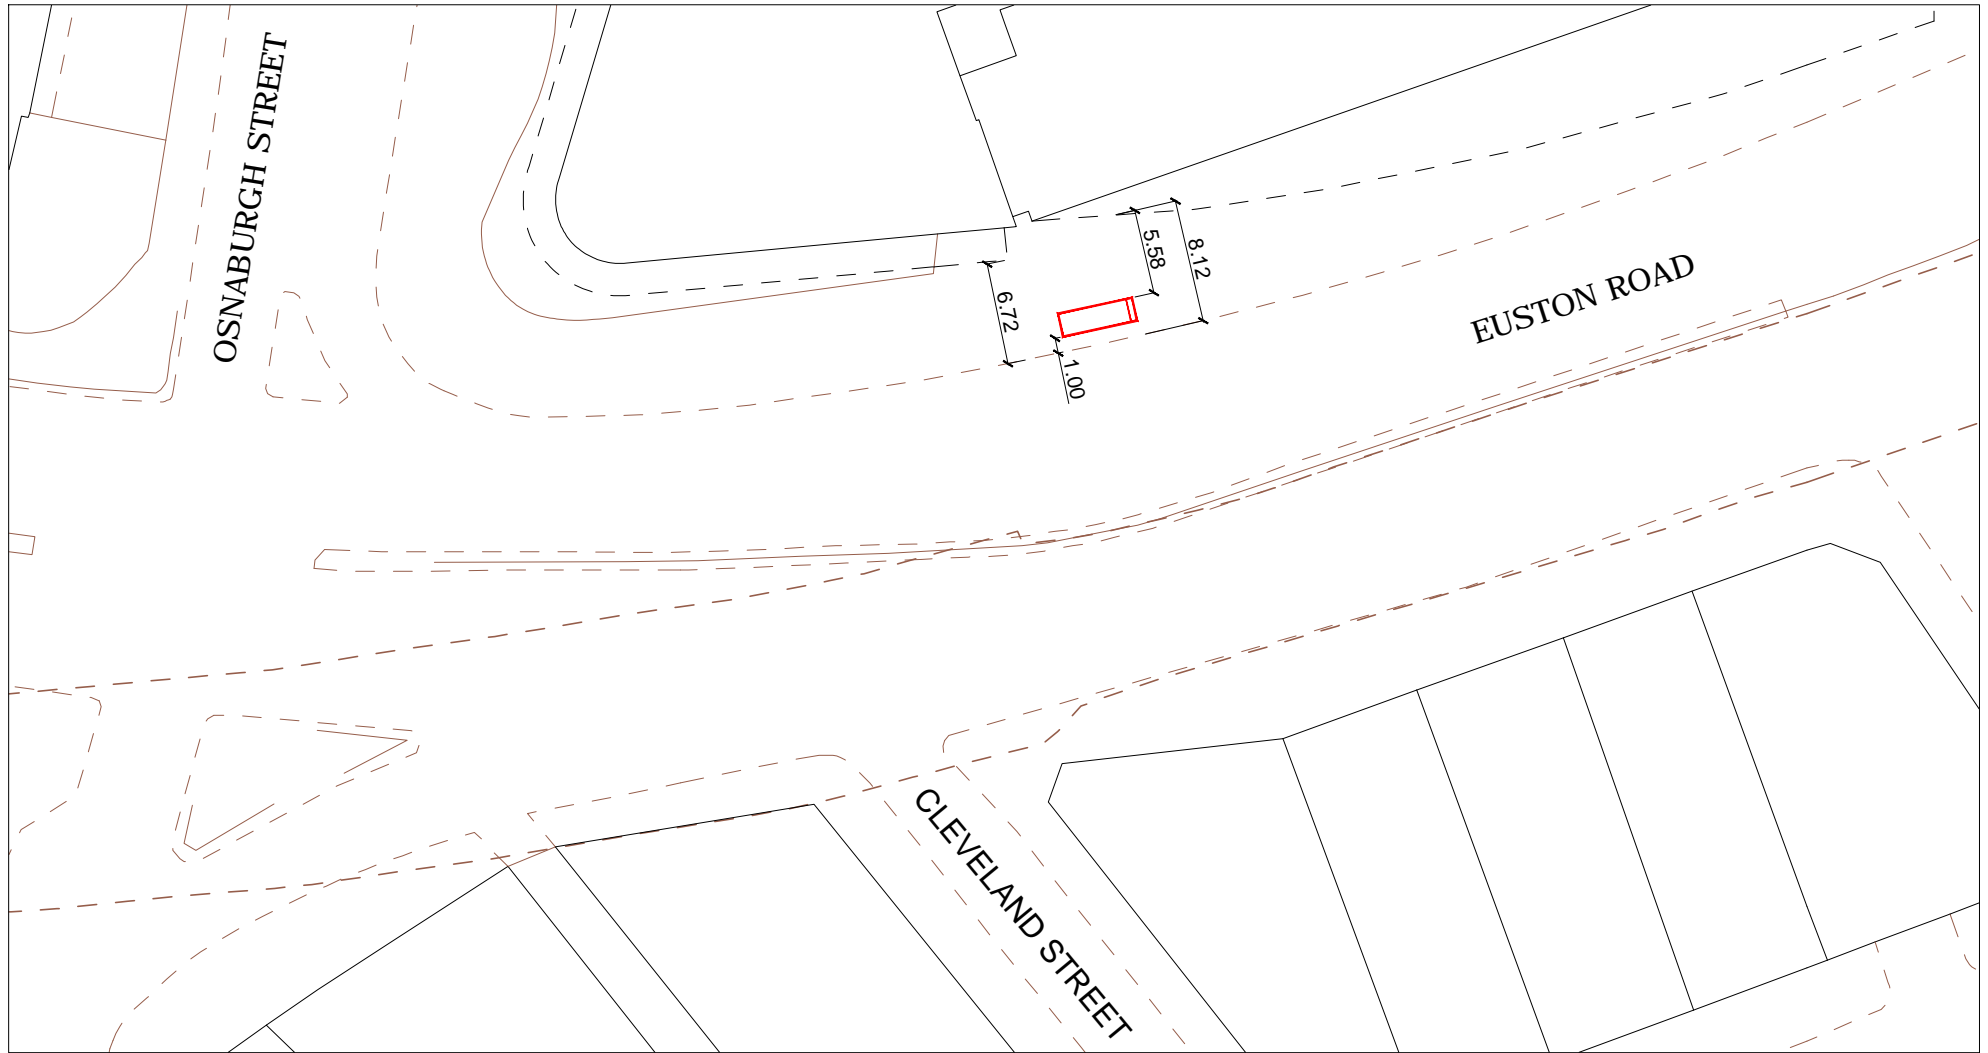 OSNABURGH STREET
5.58
8.12
6.72
1.00
EUSTON ROAD
CLEVELAND STREET